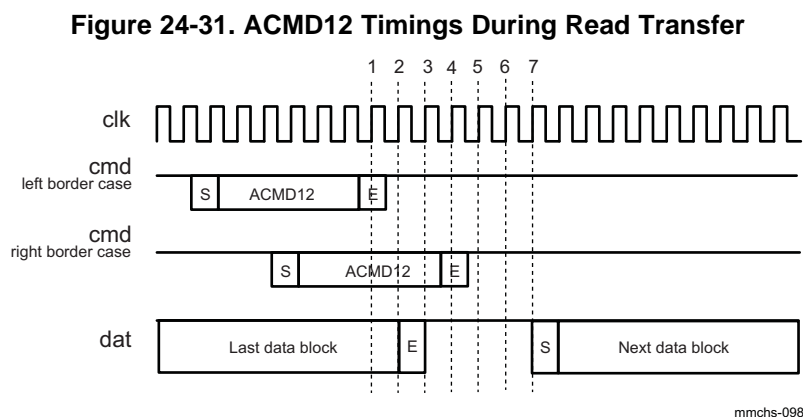 Figure 24-31. ACMD12 Timings During Read Transfer
1 2 3 4 5 6 7
clk
cmd
left border case
S ACMD12 E
cmd
right border case
S ACMD12 E
dat
Last data block E S Next data block
mmchs-098